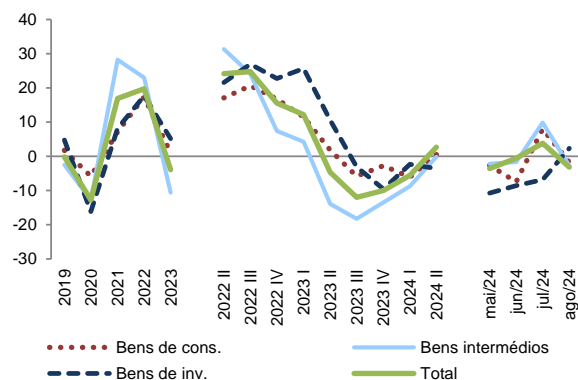 40
30
20
10
0
-10
-20
-30
2019
2020
2021
2022
2023
2022 II
2022 III
2022 IV
2023 I
2023 II
2023 III
2023 IV
2024 I
2024 II
mai/24
jun/24
jul/24
ago/24
Bens de cons.
Bens intermédios
Bens de inv.
Total